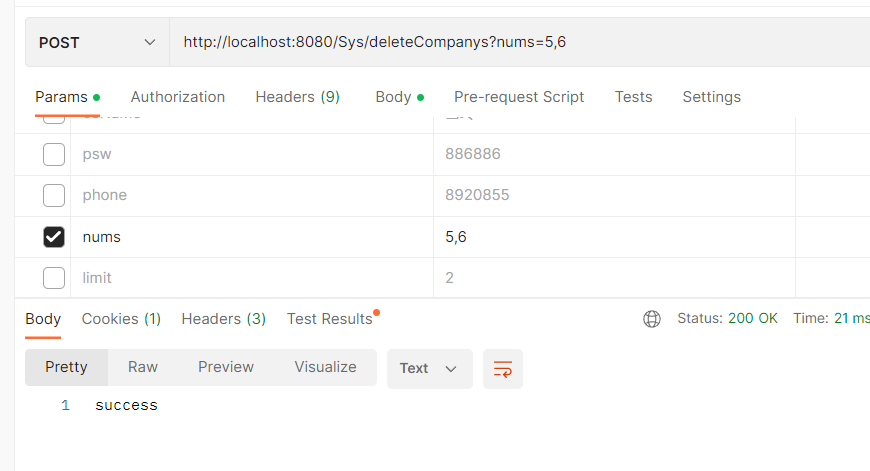 POST http://localhost:8080/Sys/deleteCompanys?nums=5,6
Params Authorization Headers (9) Body Pre-request Script Tests Settings
psw 886886
phone 8920855
nums 5,6
limit 2
Body Cookies (1) Headers (3) Test Results Status: 200 OK Time: 21 ms
Pretty Raw Preview Visualize Text
1 success